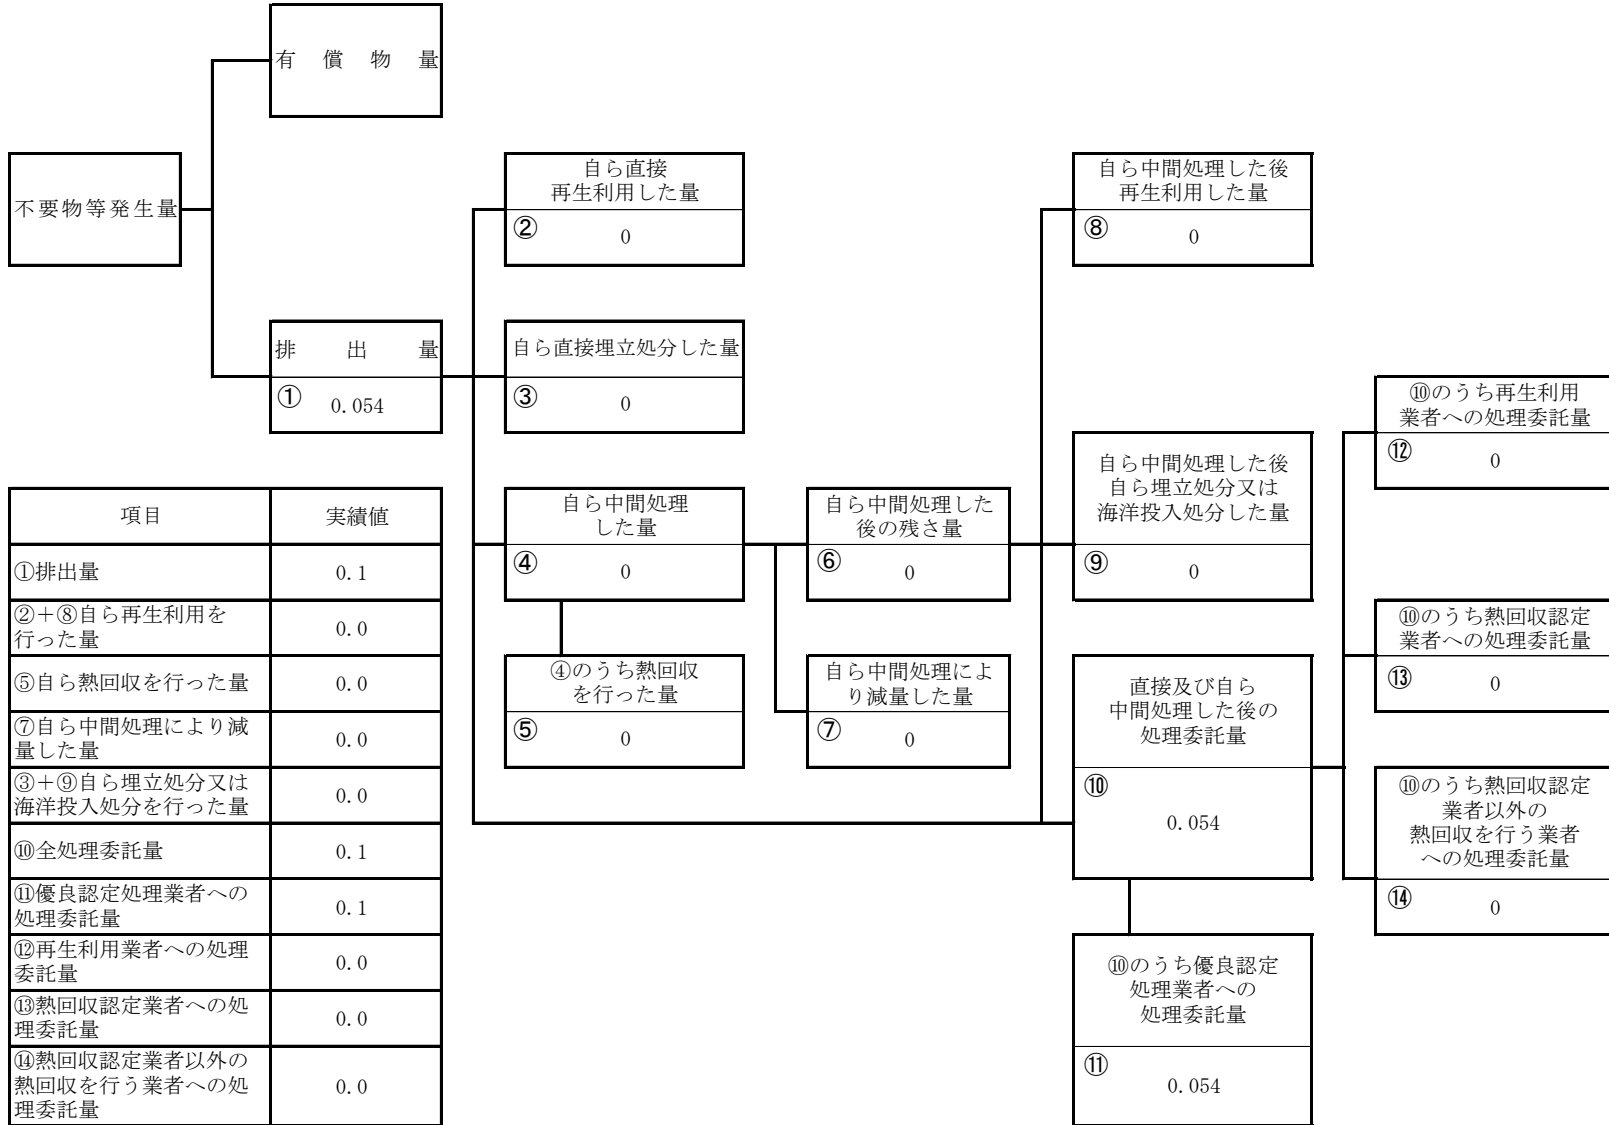 有償物量
不要物等発生量
排出量
① 0.054
自ら直接
再生利用した量
② 0
自ら直接埋立処分した量
③ 0
自ら中間処理
した量
④ 0
④のうち熱回収
を行った量
⑤ 0
自ら中間処理した
後の残さ量
⑥ 0
自ら中間処理によ
り減量した量
⑦ 0
自ら中間処理した後
再生利用した量
⑧ 0
自ら中間処理した後
自ら埋立処分又は
海洋投入処分した量
⑨ 0
直接及び自ら
中間処理した後の
処理委託量
⑩
0.054
⑩のうち優良認定
処理業者への
処理委託量
⑪
0.054
⑩のうち再生利用
業者への処理委託量
⑫ 0
⑩のうち熱回収認定
業者への処理委託量
⑬ 0
⑩のうち熱回収認定
業者以外の
熱回収を行う業者
への処理委託量
⑭ 0
項目 実績値
①排出量 0.1
②＋⑧自ら再生利用を
行った量 0.0
⑤自ら熱回収を行った量 0.0
⑦自ら中間処理により減
量した量 0.0
③＋⑨自ら埋立処分又は
海洋投入処分を行った量 0.0
⑩全処理委託量 0.1
⑪優良認定処理業者への
処理委託量 0.1
⑫再生利用業者への処理
委託量 0.0
⑬熱回収認定業者への処
理委託量 0.0
⑭熱回収認定業者以外の
熱回収を行う業者への処
理委託量 0.0